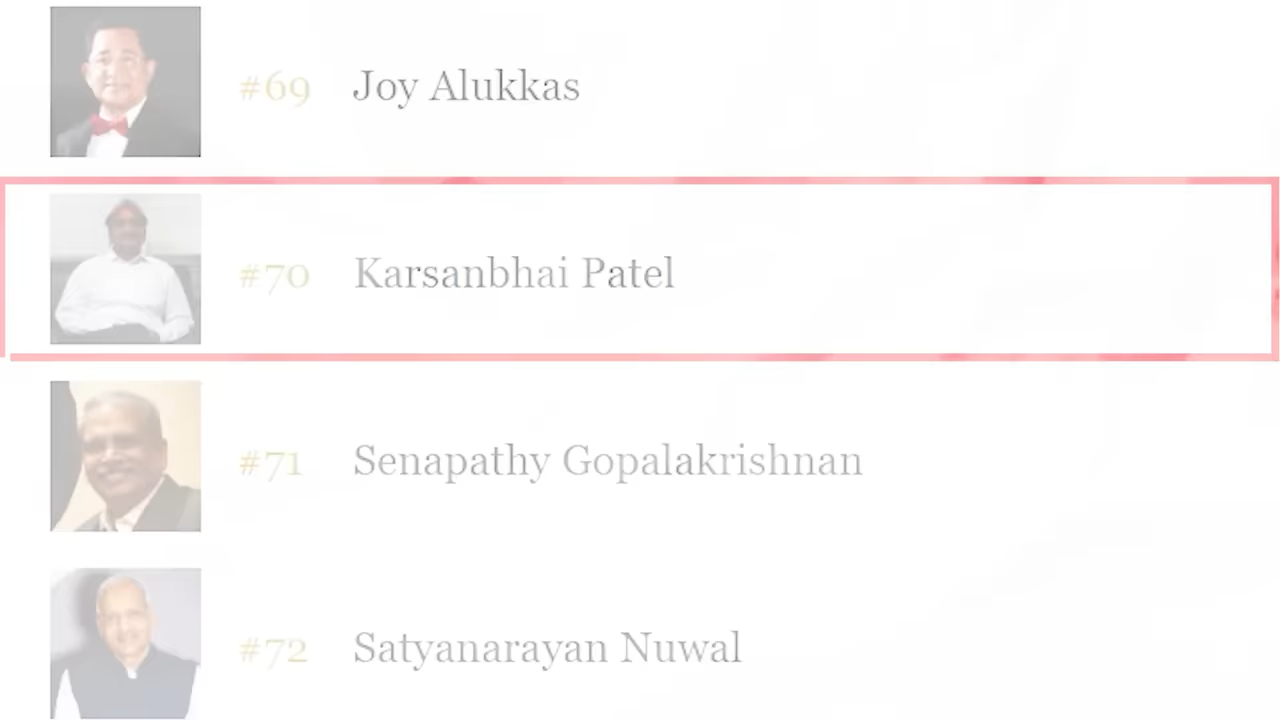 #69 Joy Alukkas
#70 Karsanbhai Patel
#71 Senapathy Gopalakrishnan
#72 Satyanarayan Nuwal